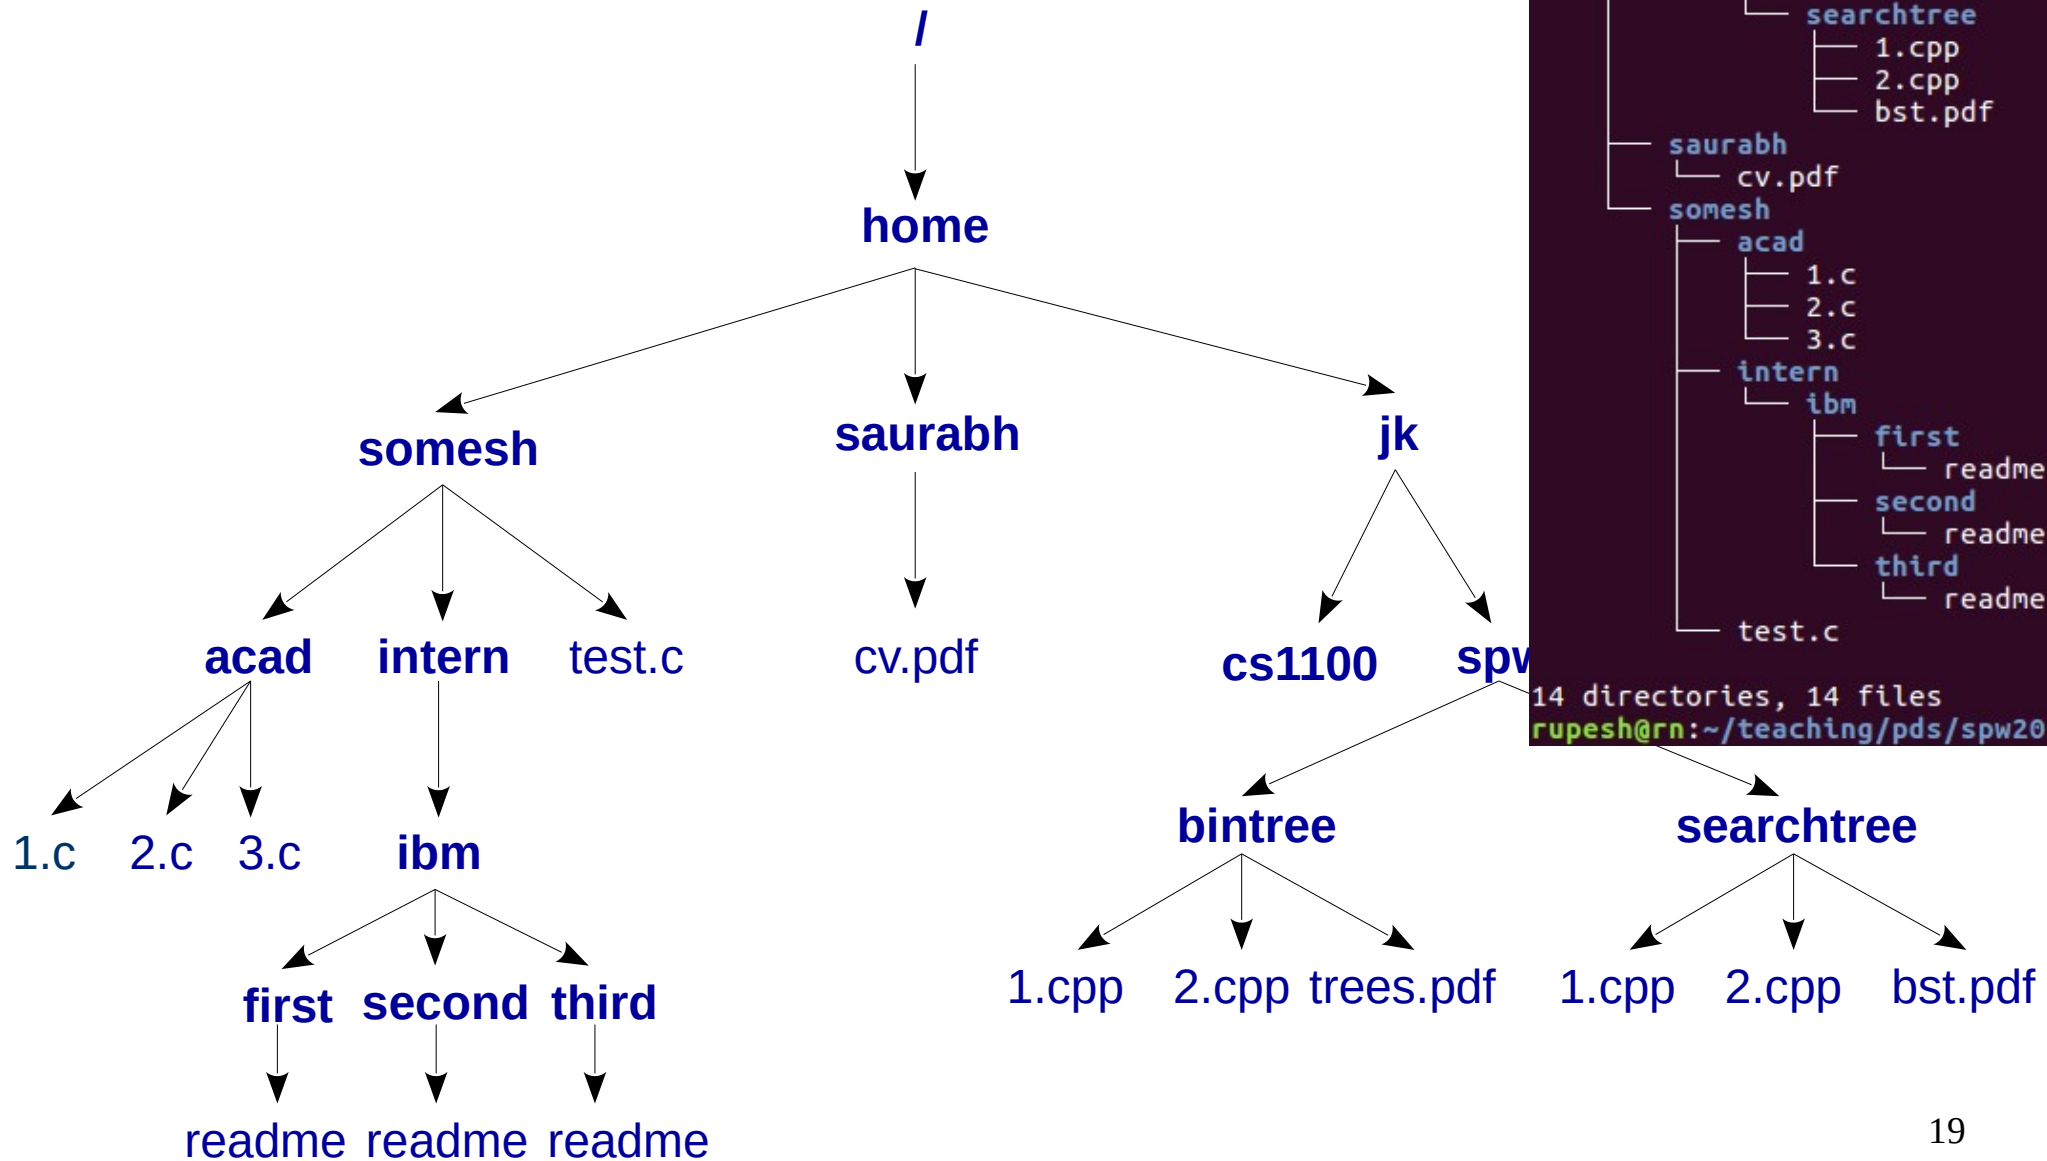 /
home
somesh saurabh jk
acad intern test.c cv.pdf cs1100
1.c 2.c 3.c ibm bintree searchtree
first second third 1.cpp 2.cpp trees.pdf 1.cpp 2.cpp bst.pdf
readme readme readme
searchtree
1.cpp
2.cpp
bst.pdf
saurabh
cv.pdf
somesh
acad
1.c
2.c
3.c
intern
ibm
first
readme
second
readme
third
readme
test.c
14 directories, 14 files
rupesh@rn:~/teaching/pds/spw20
19